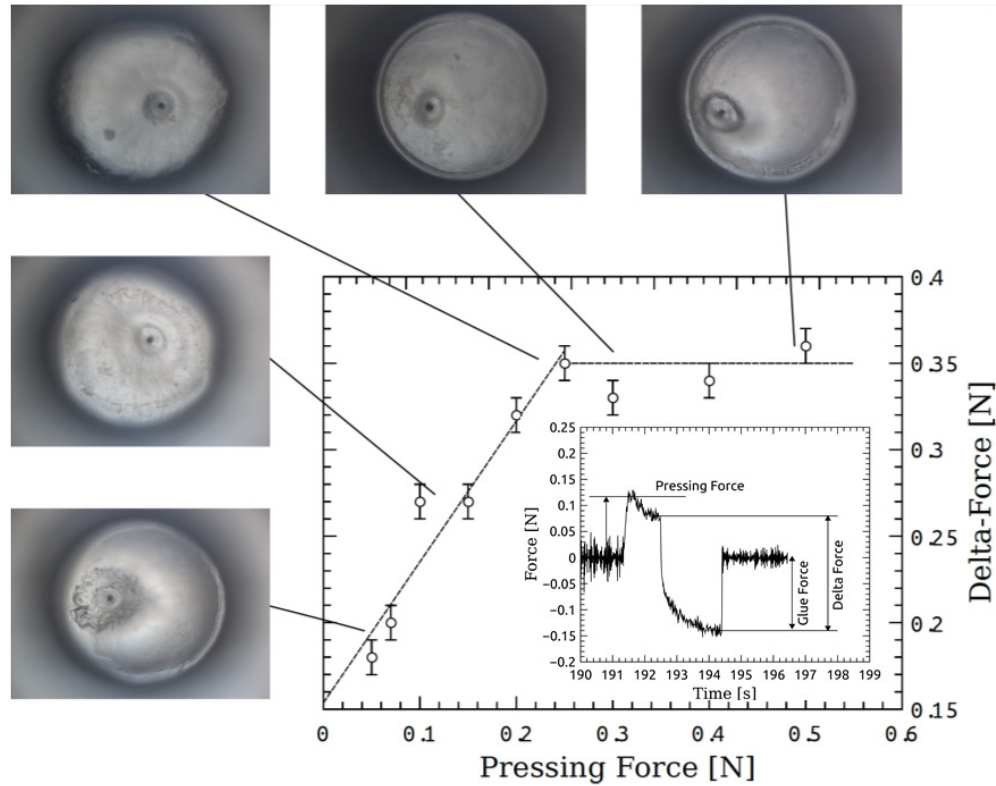 0.4
0.35
0.3
0.25
0.2
0.15
Delta-Force [N]
0.25
0.2
0.15
0.1
0.05
0
−0.05
−0.1
−0.15
−0.2
Force [N]
Pressing Force
Glue Force
Delta Force
190 191 192 193 194 195 196 197 198 199
Time [s]
0 0.1 0.2 0.3 0.4 0.5 0.6
Pressing Force [N]